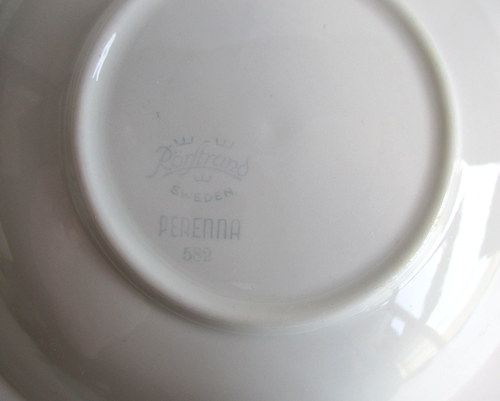 Rörstrand
SWEDEN
PERENNA
582